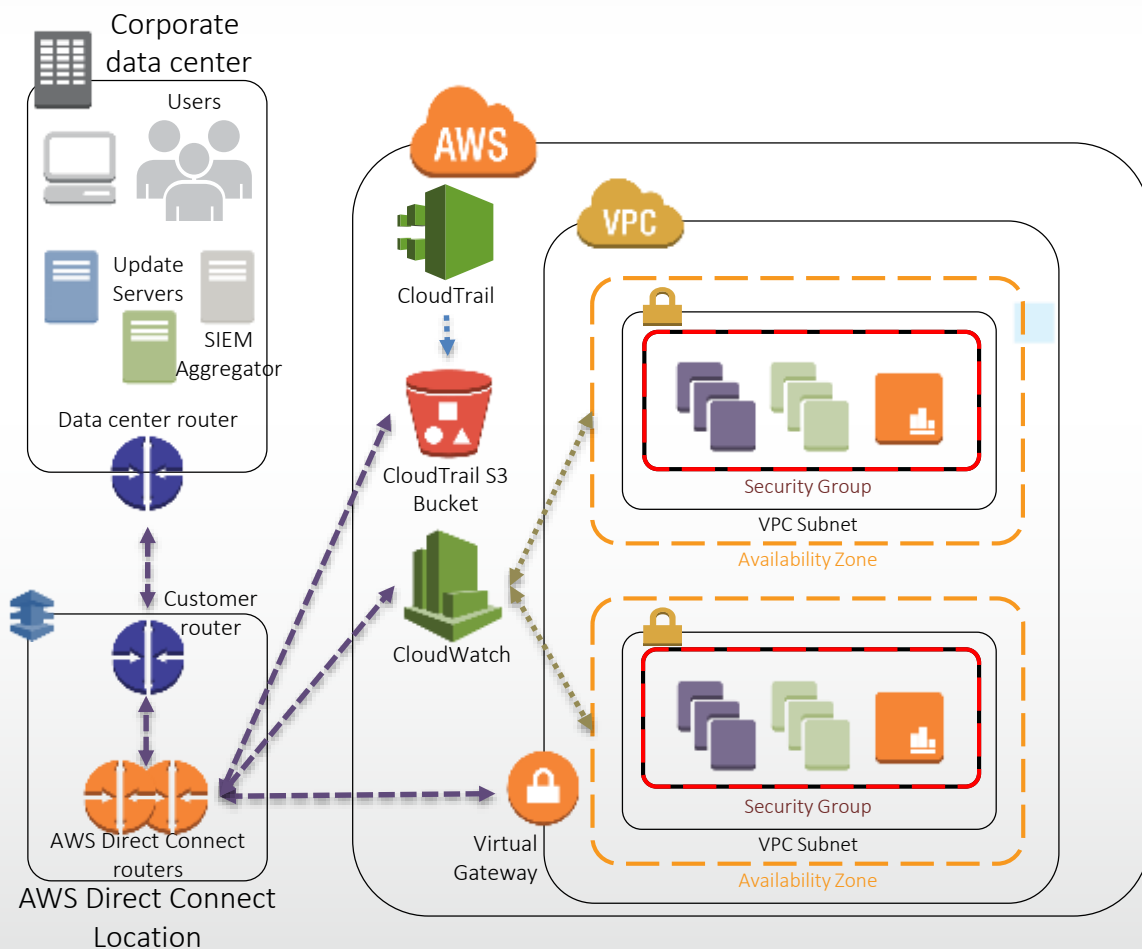 Corporate
data center
Users
Update
Servers
SIEM
Aggregator
Data center router
Customer
router
AWS Direct Connect
routers
AWS Direct Connect
Location
AWS
CloudTrail
CloudTrail S3
Bucket
CloudWatch
Virtual
Gateway
VPC
Security Group
VPC Subnet
Availability Zone
Security Group
VPC Subnet
Availability Zone